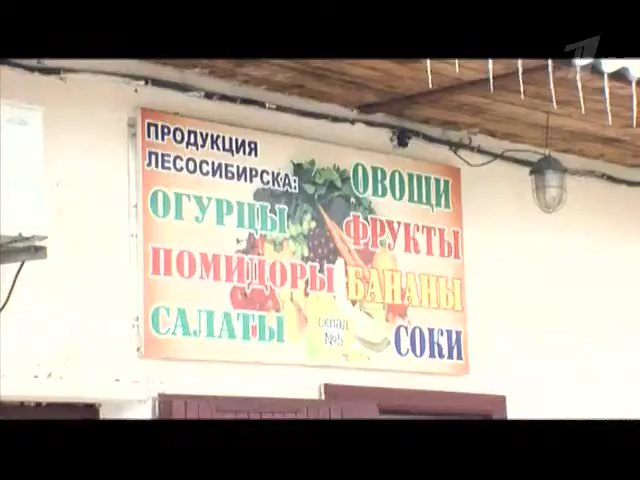 ПРОДУКЦИЯ
ЛЕСОСИБИРСКА:
ОГУРЦЫ
ПОМИДОРЫ
САЛАТЫ
ОВОЩИ
ФРУКТЫ
БАНАНЫ
СОКИ
склад
№5